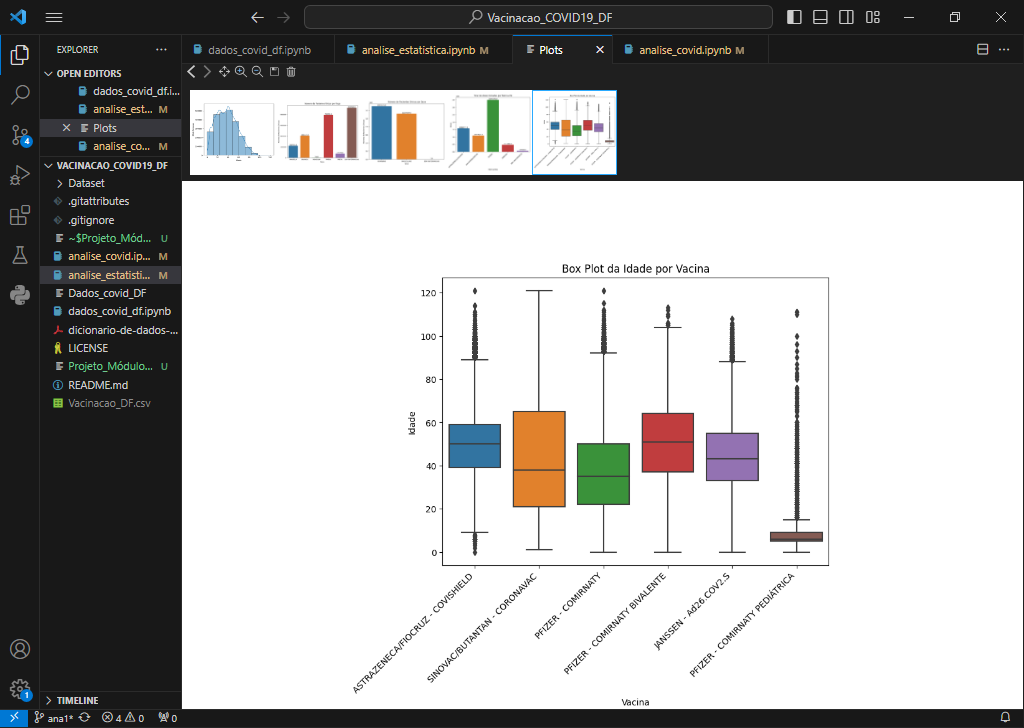 Vacinacao_COVID19_DF
EXPLORER
OPEN EDITORS
dados_covid_df.i...
analise_est... M
Plots
analise_co... M
VACINACAO_COVID19_DF
Dataset
.gitattributes
.gitignore
~$Projeto_Mód... U
analise_covid.ip... M
analise_estatisti... M
Dados_covid_DF
dados_covid_df.ipynb
dicionario-de-dados-...
LICENSE
Projeto_Módulo... U
README.md
Vacinacao_DF.csv
TIMELINE
4
1
dados_covid_df.ipynb
analise_estatistica.ipynb M
Plots
analise_covid.ipynb M
Box Plot da Idade por Vacina
Idade
120
100
80
60
40
20
0
ASTRAZENECA/FIOCRUZ - COVISHIELD
SINOVAC/BUTANTAN - CORONAVAC
PFIZER - COMIRNATY
PFIZER - COMIRNATY BIVALENTE
JANSSEN - Ad26.COV2.S
PFIZER - COMIRNATY PEDIÁTRICA
Vacina
ana1* 4 0 0